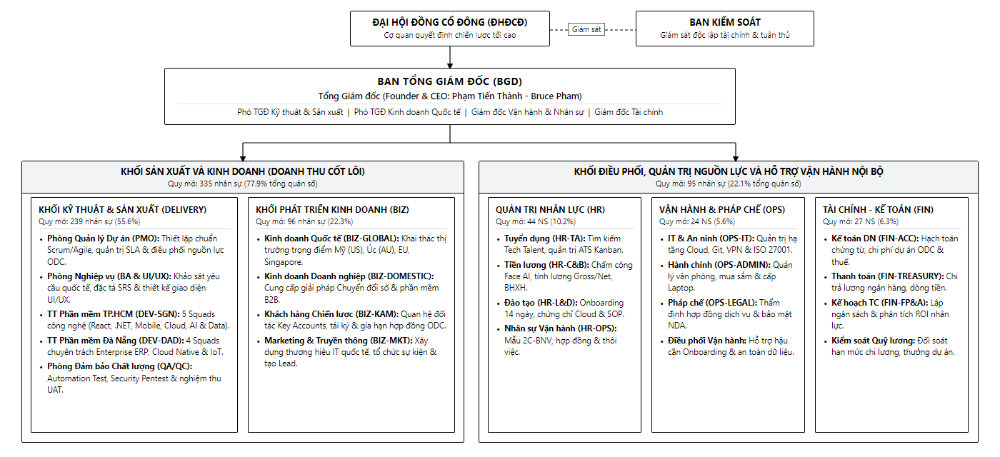 ĐẠI HỘI ĐỒNG CỔ ĐÔNG (ĐHĐCĐ)
Cơ quan quyết định chiến lược tối cao
Giám sát
BAN KIỂM SOÁT
Giám sát độc lập tài chính & tuân thủ
BAN TỔNG GIÁM ĐỐC (BGD)
Tổng Giám đốc (Founder & CEO: Phạm Tiến Thành - Bruce Pham)
Phó TGĐ Kỹ thuật & Sản xuất | Phó TGĐ Kinh doanh Quốc tế | Giám đốc Vận hành & Nhân sự | Giám đốc Tài chính
KHỐI SẢN XUẤT VÀ KINH DOANH (DOANH THU CỐT LÕI)
Quy mô: 335 nhân sự (77.9% tổng quân số)
KHỐI KỸ THUẬT & SẢN XUẤT (DELIVERY)
Quy mô: 239 nhân sự (55.6%)
• Phòng Quản lý Dự án (PMO): Thiết lập chuẩn
Scrum/Agile, quản trị SLA & điều phối nguồn lực
ODC.
• Phòng Nghiệp vụ (BA & UI/UX): Khảo sát yêu
cầu quốc tế, đặc tả SRS & thiết kế giao diện
UI/UX.
• TT Phần mềm TP.HCM (DEV-SGN): 5 Squads
công nghệ (React, .NET, Mobile, Cloud, AI & Data).
• TT Phần mềm Đà Nẵng (DEV-DAD): 4 Squads
chuyên trách Enterprise ERP, Cloud Native & IoT.
• Phòng Đảm bảo Chất lượng (QA/QC):
Automation Test, Security Pentest & nghiệm thu
UAT.
KHỐI PHÁT TRIỂN KINH DOANH (BIZ)
Quy mô: 96 nhân sự (22.3%)
• Kinh doanh Quốc tế (BIZ-GLOBAL): Khai thác thị
trường trọng điểm Mỹ (US), Úc (AU), EU,
Singapore.
• Kinh doanh Doanh nghiệp (BIZ-DOMESTIC):
Cung cấp giải pháp Chuyển đổi số & phần mềm
B2B.
• Khách hàng Chiến lược (BIZ-KAM): Quan hệ đối
tác Key Accounts, tái ký & gia hạn hợp đồng ODC.
• Marketing & Truyền thông (BIZ-MKT): Xây
dựng thương hiệu IT quốc tế, tổ chức sự kiện &
tạo Lead.
KHỐI ĐIỀU PHỐI, QUẢN TRỊ NGUỒN LỰC VÀ HỖ TRỢ VẬN HÀNH NỘI BỘ
Quy mô: 95 nhân sự (22.1% tổng quân số)
QUẢN TRỊ NHÂN LỰC (HR)
Quy mô: 44 NS (10.2%)
• Tuyển dụng (HR-TA): Tìm kiếm
Tech Talent, quản trị ATS Kanban.
• Tiền lương (HR-C&B): Chấm công
Face AI, tính lương Gross/Net,
BHXH.
• Đào tạo (HR-L&D): Onboarding
14 ngày, chứng chỉ Cloud & SOP.
• Nhân sự Vận hành (HR-OPS):
Mẫu 2C-BNV, hợp đồng & thôi
việc.
VẬN HÀNH & PHÁP CHẾ (OPS)
Quy mô: 24 NS (5.6%)
• IT & An ninh (OPS-IT): Quản trị hạ
tầng Cloud, Git, VPN & ISO 27001.
• Hành chính (OPS-ADMIN): Quản
lý văn phòng, mua sắm & cấp
Laptop.
• Pháp chế (OPS-LEGAL): Thẩm
định hợp đồng dịch vụ & bảo mật
NDA.
• Điều phối Vận hành: Hỗ trợ hậu
cần Onboarding & an toàn dữ liệu.
TÀI CHÍNH - KẾ TOÁN (FIN)
Quy mô: 27 NS (6.3%)
• Kế toán DN (FIN-ACC): Hạch toán
chứng từ, chi phí dự án ODC &
thuế.
• Thanh toán (FIN-TREASURY): Chi
trả lương ngân hàng, dòng tiền.
• Kế hoạch TC (FIN-FP&A): Lập
ngân sách & phân tích ROI nhân
lực.
• Kiểm soát Quỹ lương: Đối soát
hạn mức chi lương, thưởng dự án.